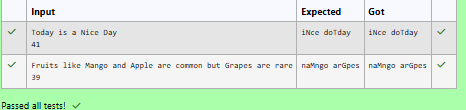 Input Expected Got
Today is a Nice Day iNce doTday iNce doTday
41
Fruits like Mango and Apple are common but Grapes are rare naMngo arGpes naMngo arGpes
39
Passed all tests!